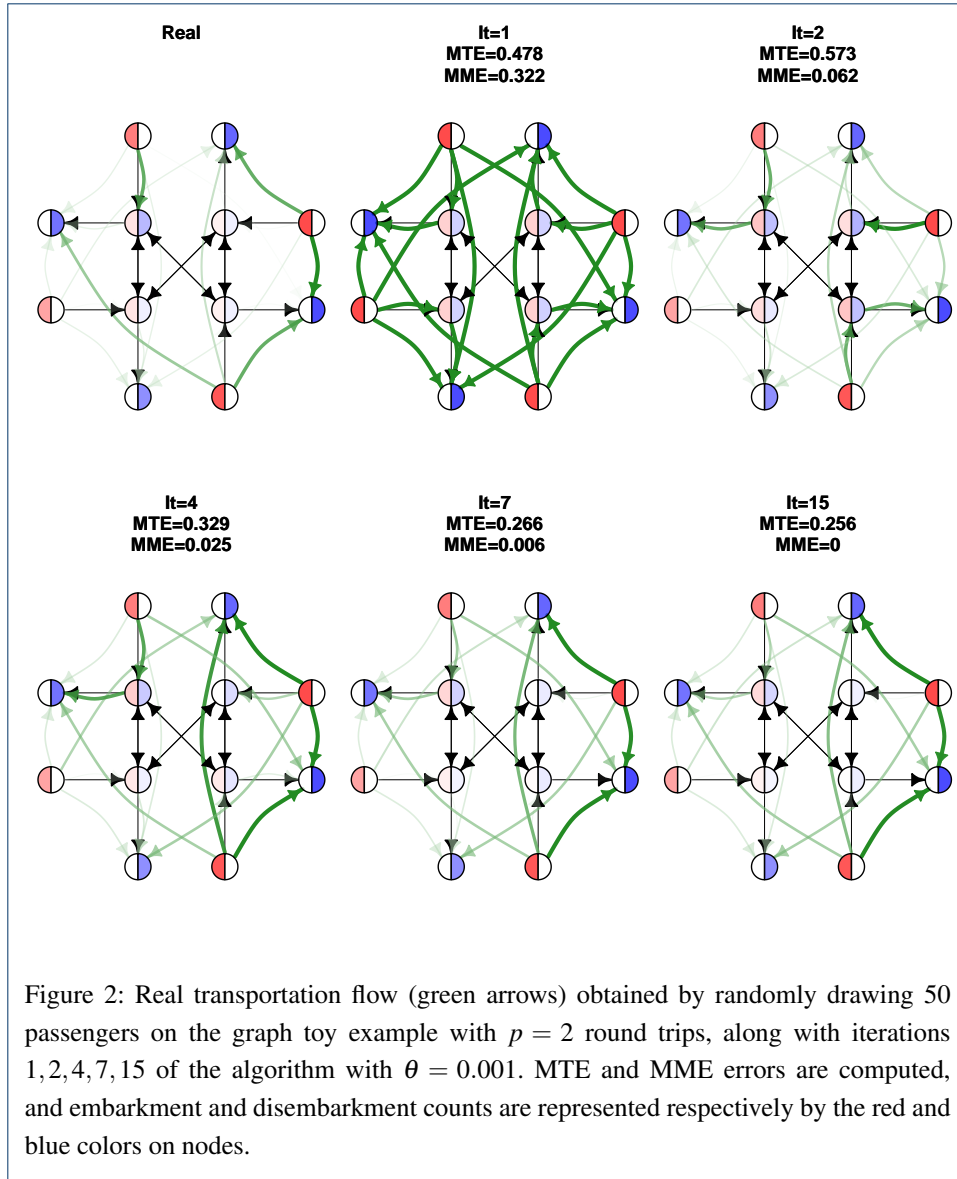 Real
It=1
MTE=0.478
MME=0.322
It=2
MTE=0.573
MME=0.062
It=4
MTE=0.329
MME=0.025
It=7
MTE=0.266
MME=0.006
It=15
MTE=0.256
MME=0
Figure 2: Real transportation flow (green arrows) obtained by randomly drawing 50
passengers on the graph toy example with p = 2 round trips, along with iterations
1,2,4,7,15 of the algorithm with θ = 0.001. MTE and MME errors are computed,
and embarkment and disembarkment counts are represented respectively by the red and
blue colors on nodes.